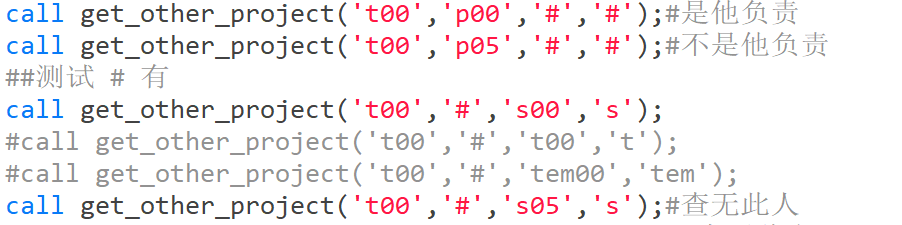 call get_other_project('t00','p00','#','#');#是他负责
call get_other_project('t00','p05','#','#');#不是他负责
##测试 # 有
call get_other_project('t00','#','s00','s');
#call get_other_project('t00','#','t00','t');
#call get_other_project('t00','#','tem00','tem');
call get_other_project('t00','#','s05','s');#查无此人